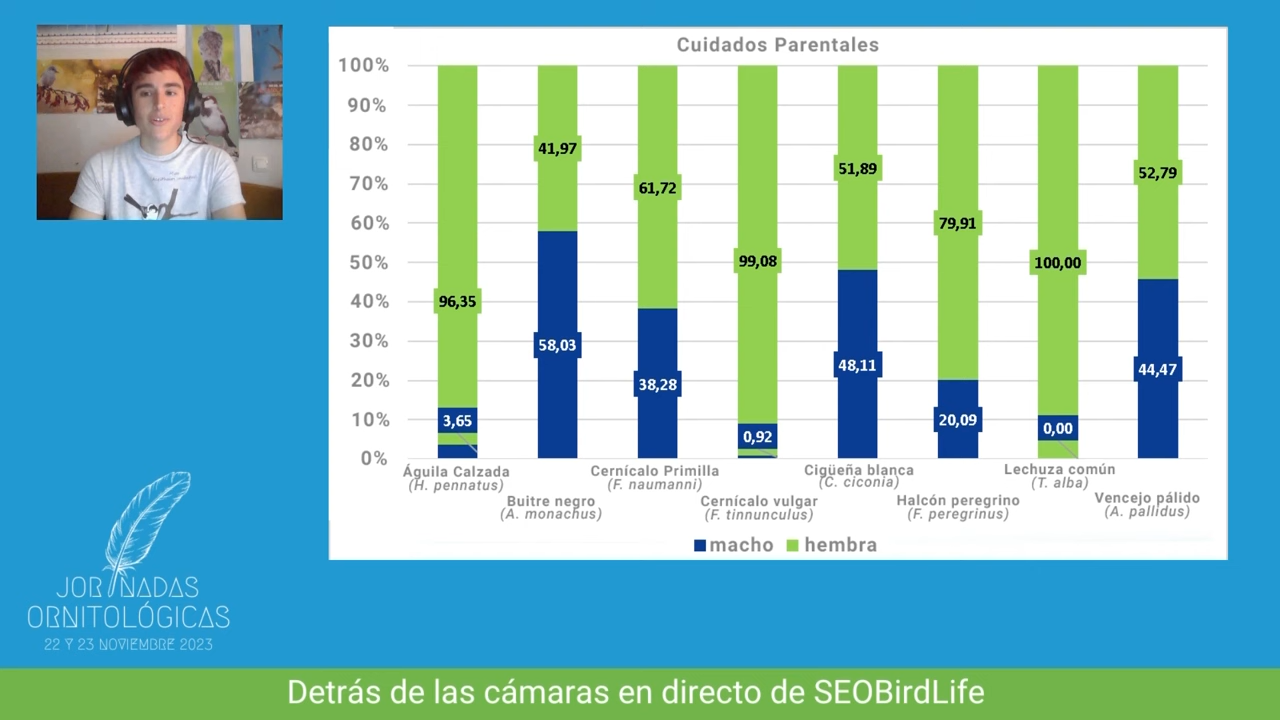 Cuidados Parentales
100%
90%
80%
70%
60%
50%
40%
30%
20%
10%
0%
96,35
3,65
41,97
58,03
61,72
38,28
99,08
0,92
51,89
48,11
79,91
20,09
100,00
0,00
52,79
44,47
Águila Calzada
(H. pennatus)
Buitre negro
(A. monachus)
Cernícalo Primilla
(F. naumanni)
Cernícalo vulgar
(F. tinnunculus)
Cigüeña blanca
(C. ciconia)
Halcón peregrino
(F. peregrinus)
Lechuza común
(T. alba)
Vencejo pálido
(A. pallidus)
macho hembra
JORNADAS
ORNITOLÓGICAS
22 Y 23 NOVIEMBRE 2023
Detrás de las cámaras en directo de SEOBirdLife